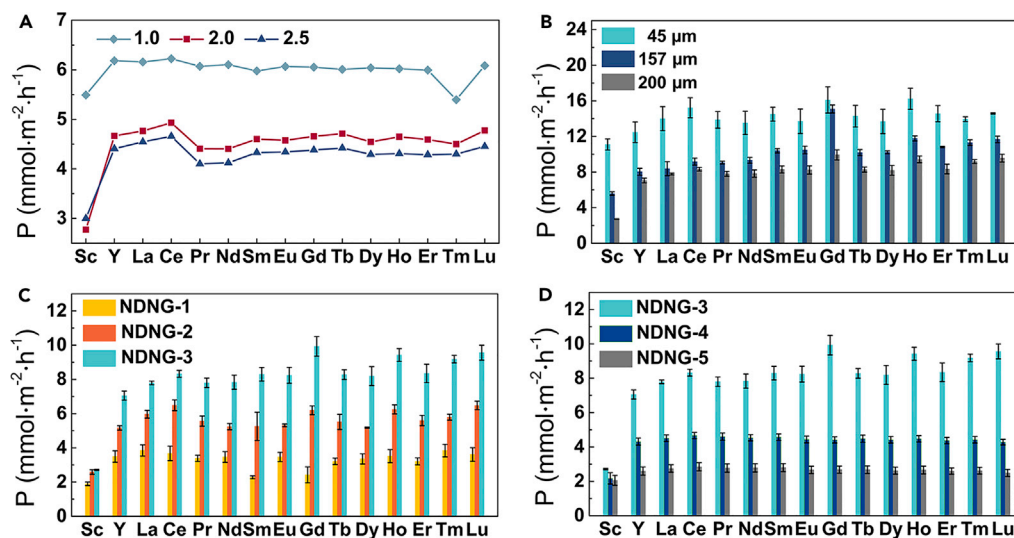 A
P (mmol·m⁻²·h⁻¹)
7
6
5
4
3
1.0 2.0 2.5
Sc Y La Ce Pr Nd Sm Eu Gd Tb Dy Ho Er Tm Lu
B
P (mmol·m⁻²·h⁻¹)
24
20
16
12
8
4
0
45 µm
157 µm
200 µm
Sc Y La Ce Pr Nd Sm Eu Gd Tb Dy Ho Er Tm Lu
C
P (mmol·m⁻²·h⁻¹)
12
10
8
6
4
2
0
NDNG-1
NDNG-2
NDNG-3
Sc Y La Ce Pr Nd Sm Eu Gd Tb Dy Ho Er Tm Lu
D
P (mmol·m⁻²·h⁻¹)
12
10
8
6
4
2
0
NDNG-3
NDNG-4
NDNG-5
Sc Y La Ce Pr Nd Sm Eu Gd Tb Dy Ho Er Tm Lu